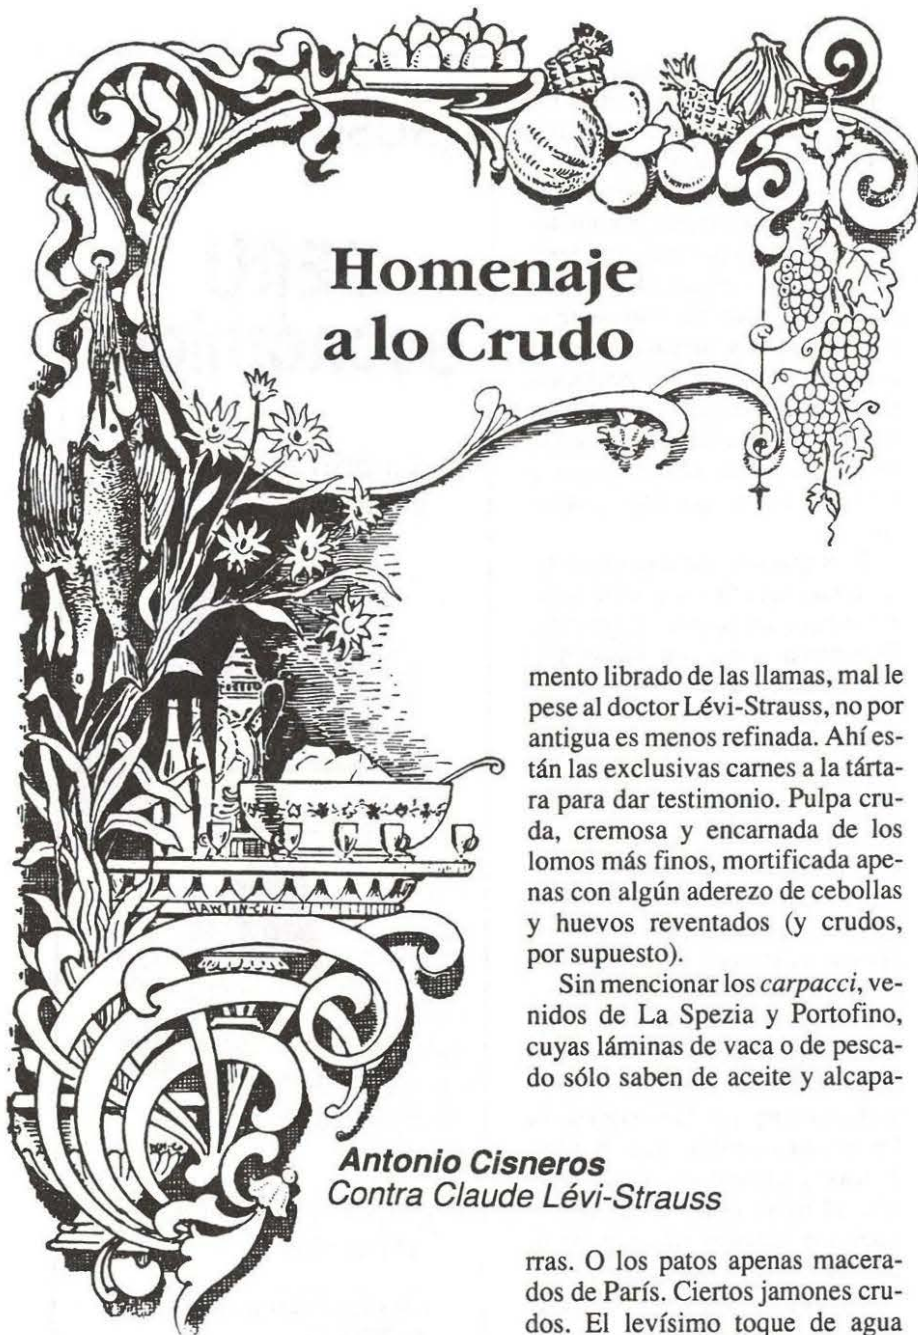 Homenaje
a lo Crudo
mento librado de las llamas, mal le
pese al doctor Lévi-Strauss, no por
antigua es menos refinada. Ahí es-
tán las exclusivas carnes a la tárta-
ra para dar testimonio. Pulpa cru-
da, cremosa y encarnada de los
lomos más finos, mortificada ape-
nas con algún aderezo de cebollas
y huevos reventados (y crudos,
por supuesto).
Sin mencionar los carpacci, ve-
nidos de La Spezia y Portofino,
cuyas láminas de vaca o de pesca-
do sólo saben de aceite y alcapa-
Antonio Cisneros
Contra Claude Lévi-Strauss
rras. O los patos apenas macera-
dos de París. Ciertos jamones cru-
dos. El levísimo toque de agua